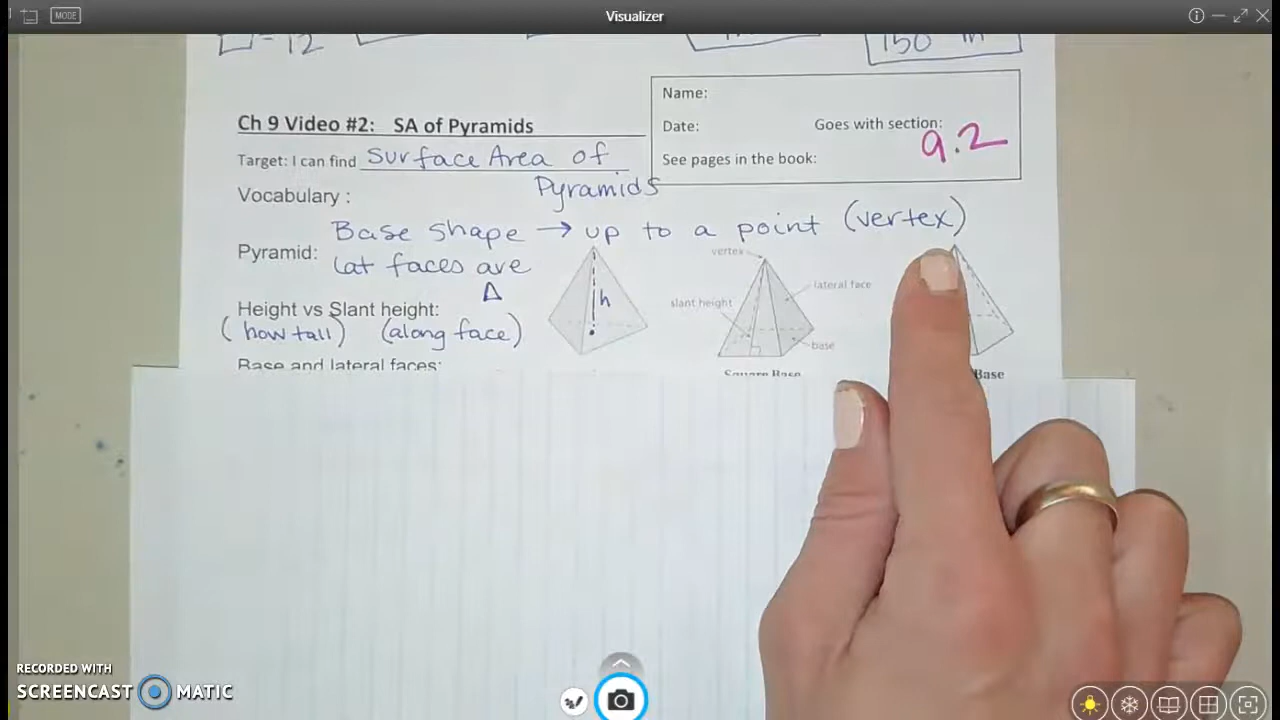 MODE
Visualizer
= 12
150 in
Name:
Ch 9 Video #2: SA of Pyramids
Date:
Goes with section:
9.2
Target: I can find Surface Area of
Pyramids
See pages in the book:
Vocabulary :
Base shape → up to a point (vertex)
Pyramid: lat faces are
Δ
h
vertex
lateral face
slant height
base
Height vs Slant height:
(how tall) (along face)
Base and lateral faces:
Square Base
Base
RECORDED WITH
SCREENCAST MATIC